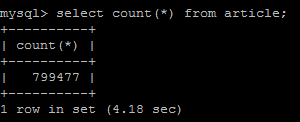 mysql> select count(*) from article;
+----------+
| count(*) |
+----------+
|   799477 |
+----------+
1 row in set (4.18 sec)